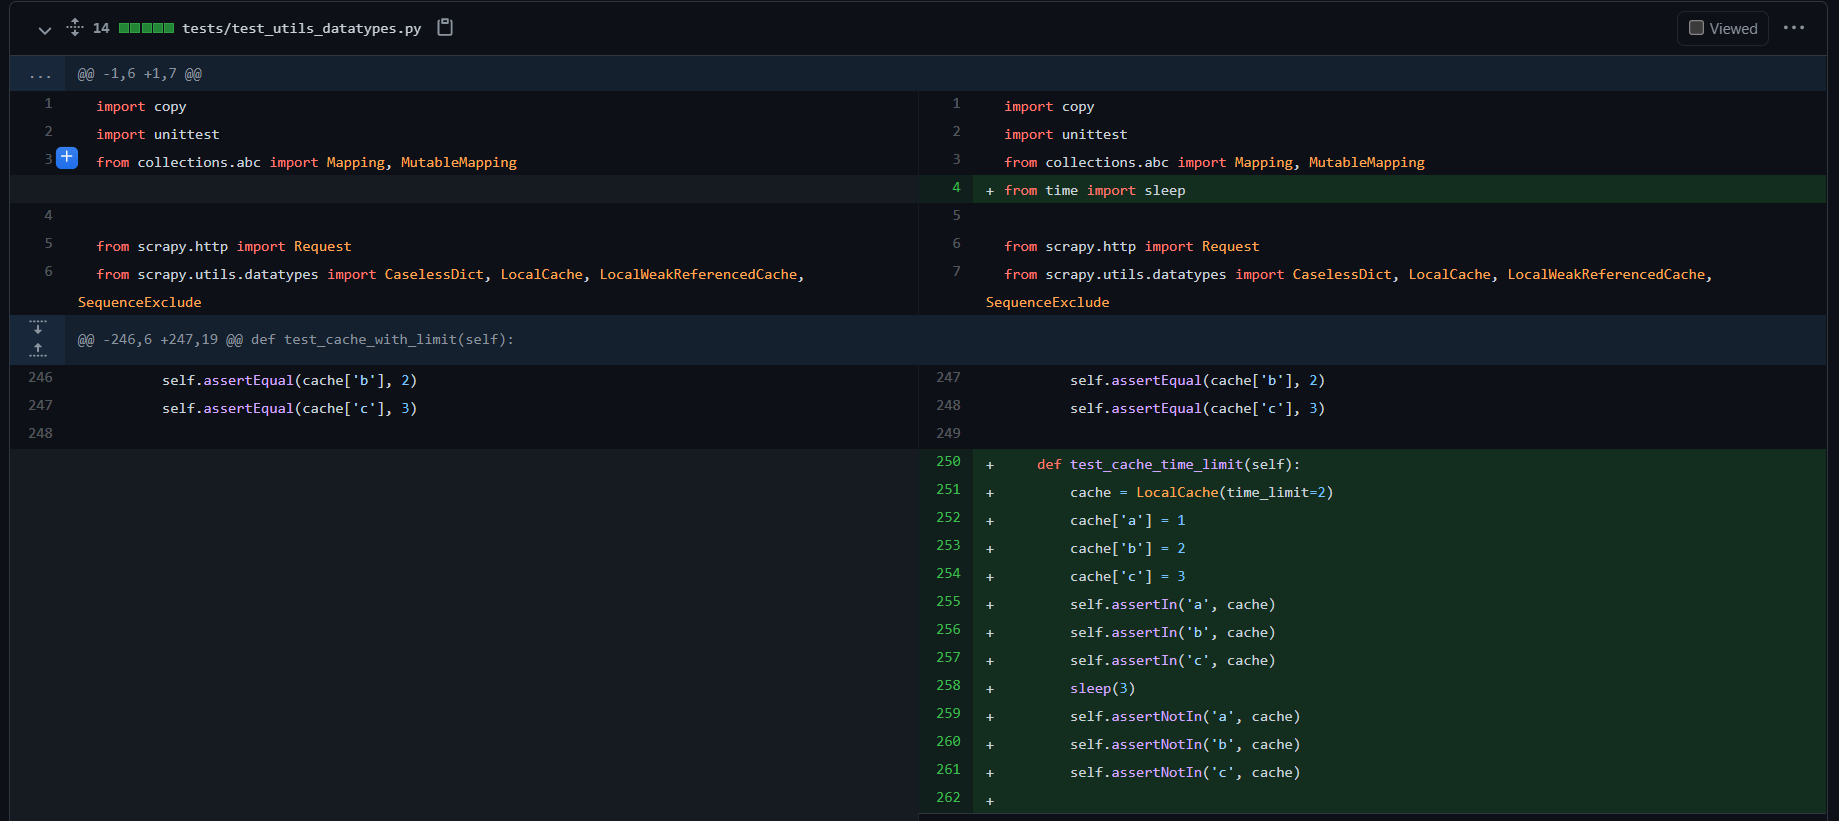 14 tests/test_utils_datatypes.py Viewed ...
... @@ -1,6 +1,7 @@
1 import copy
2 import unittest
3 + from collections.abc import Mapping, MutableMapping
4
5 from scrapy.http import Request
6 from scrapy.utils.datatypes import CaselessDict, LocalCache, LocalWeakReferencedCache,
SequenceExclude
1 import copy
2 import unittest
3 from collections.abc import Mapping, MutableMapping
4 + from time import sleep
5
6 from scrapy.http import Request
7 from scrapy.utils.datatypes import CaselessDict, LocalCache, LocalWeakReferencedCache,
SequenceExclude
@@ -246,6 +247,19 @@ def test_cache_with_limit(self):
246 self.assertEqual(cache['b'], 2)
247 self.assertEqual(cache['c'], 3)
248
247 self.assertEqual(cache['b'], 2)
248 self.assertEqual(cache['c'], 3)
249
250 + def test_cache_time_limit(self):
251 + cache = LocalCache(time_limit=2)
252 + cache['a'] = 1
253 + cache['b'] = 2
254 + cache['c'] = 3
255 + self.assertIn('a', cache)
256 + self.assertIn('b', cache)
257 + self.assertIn('c', cache)
258 + sleep(3)
259 + self.assertNotIn('a', cache)
260 + self.assertNotIn('b', cache)
261 + self.assertNotIn('c', cache)
262 +